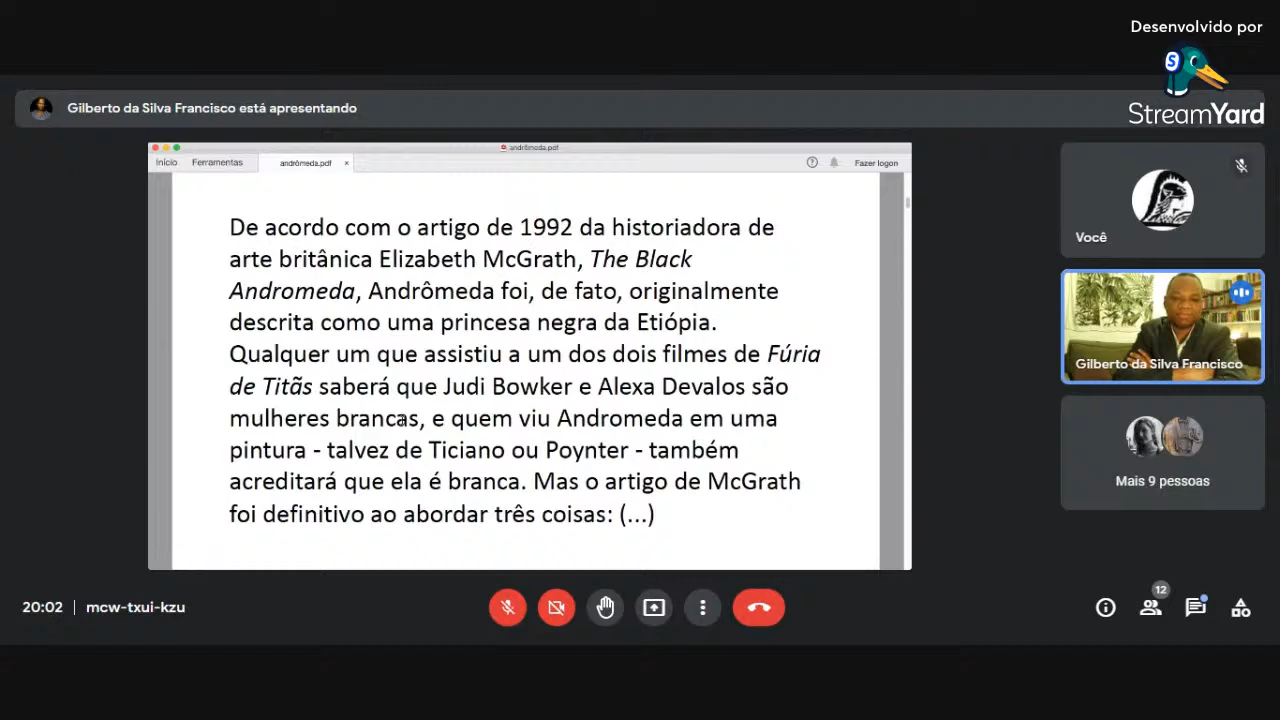 Desenvolvido por
StreamYard
Gilberto da Silva Francisco está apresentando
andrômeda.pdf
Início Ferramentas andrômeda.pdf × Fazer logon
De acordo com o artigo de 1992 da historiadora de
arte britânica Elizabeth McGrath, The Black
Andromeda, Andrômeda foi, de fato, originalmente
descrita como uma princesa negra da Etiópia.
Qualquer um que assistiu a um dos dois filmes de Fúria
de Titãs saberá que Judi Bowker e Alexa Devalos são
mulheres brancas, e quem viu Andromeda em uma
pintura - talvez de Ticiano ou Poynter - também
acreditará que ela é branca. Mas o artigo de McGrath
foi definitivo ao abordar três coisas: (...)
Você
Gilberto da Silva Francisco
Mais 9 pessoas
20:02 | mcw-txui-kzu
12